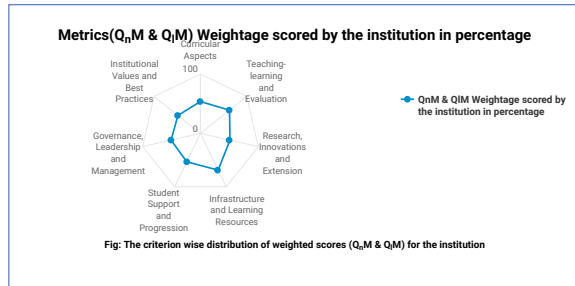 Metrics(QnM & QlM) Weightage scored by the institution in percentage
Curricular
Aspects
100
0
Teaching-
learning and
Evaluation
Research,
Innovations
and Extension
Infrastructure
and Learning
Resources
Student
Support and
Progression
Governance,
Leadership
and
Management
Institutional
Values and
Best
Practices
QnM & QlM Weightage scored by
the institution in percentage
Fig: The criterion wise distribution of weighted scores (QnM & QlM) for the institution